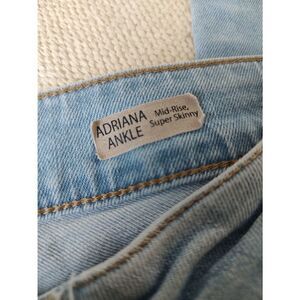 ADRIANA
ANKLE
Mid-Rise,
Super Skinny